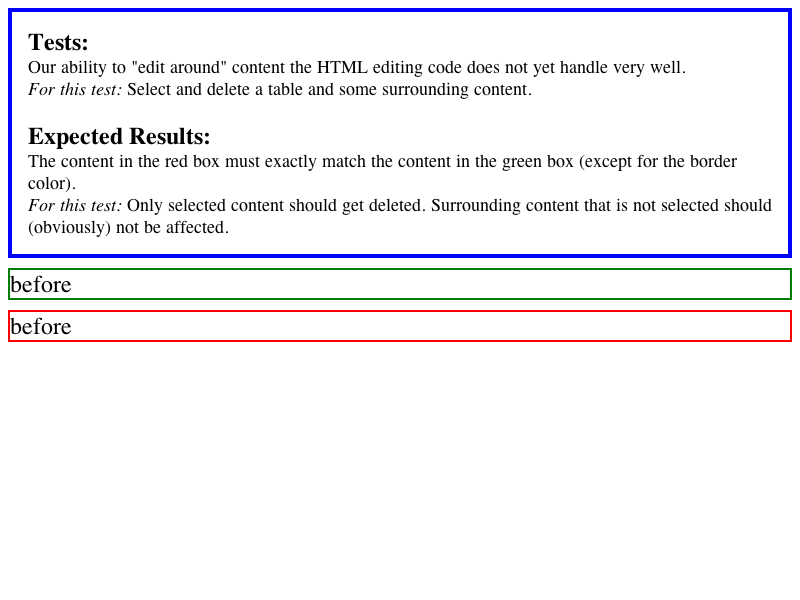 Tests:
Our ability to "edit around" content the HTML editing code does not yet handle very well.
For this test: Select and delete a table and some surrounding content.
Expected Results:
The content in the red box must exactly match the content in the green box (except for the border
color).
For this test: Only selected content should get deleted. Surrounding content that is not selected should
(obviously) not be affected.
before
before